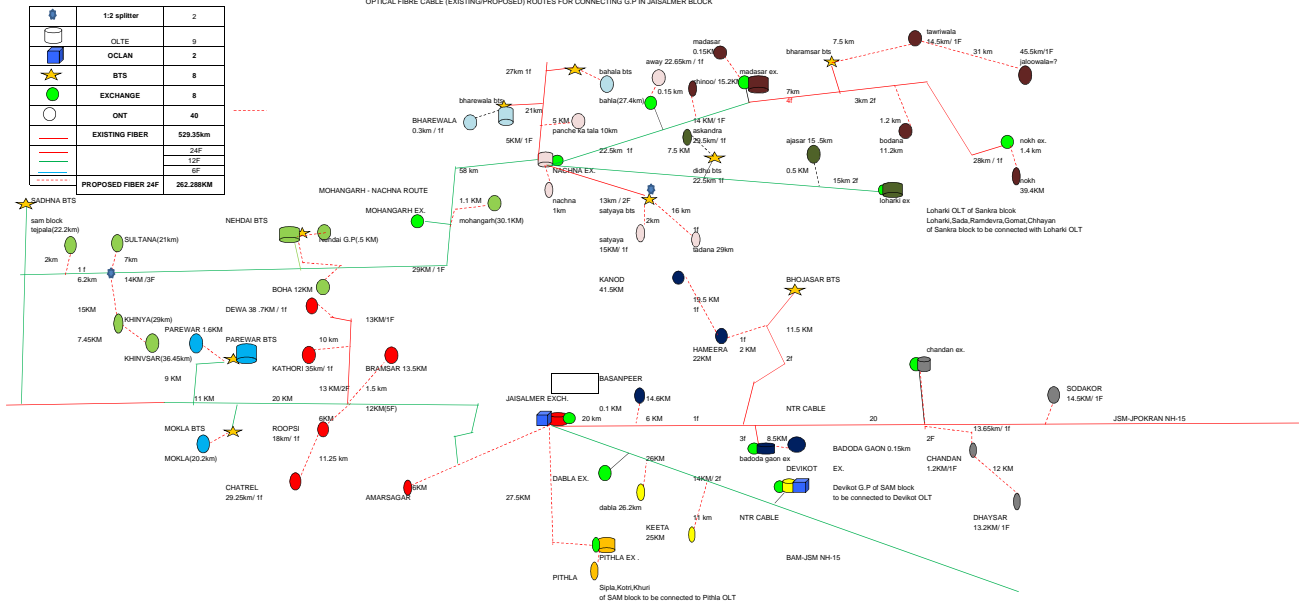 OPTICAL FIBRE CABLE (EXISTING/PROPOSED) ROUTES FOR CONNECTING G.P IN JAISALMER BLOCK
1:2 splitter 2
OLTE 9
OCLAN 2
BTS 8
EXCHANGE 8
ONT 40
EXISTING FIBER 529.35km
24F
12F
6F
PROPOSED FIBER 24F 262.288KM
SADHNA BTS
sam block
tejpala(22.2km)
2km
SULTANA(21km)
7km
1 f
6.2km
14KM /3F
15KM
KHINYA(29km)
7.45KM
KHINVSAR(36.45km)
NEHDAI BTS
Nehdai G.P(.5 KM)
BOHA 12KM
DEWA 38 .7KM / 1f
13KM/1F
10 km
KATHORI 35km/ 1f
BRAMSAR 13.5KM
13 KM/2F
1.5 km
12KM(5F)
PAREWAR 1.6KM
PAREWAR BTS
9 KM
11 KM
20 KM
MOKLA BTS
MOKLA(20.2km)
ROOPSI
18km/ 1f
6KM
11.25 km
CHATREL
29.25km/ 1f
AMARSAGAR
6KM
MOHANGARH - NACHNA ROUTE
MOHANGARH EX.
1.1 KM
mohangarh(30.1KM)
29KM / 1F
58 km
BHAREWALA
0.3km / 1f
bharewala bts
27km 1f
21km
5KM/ 1F
5 KM
panche ka tala 10km
bahala bts
bahla(27.4km)
away 22.65km / 1f
0.15 km
madasar
0.15KM
madasar ex.
14 KM/ 1F
askandra
29.5km/ 1f
7.5 KM
didhu bts
22.5km 1f
22.5km 1f
NACHNA EX.
nachna
1km
13km / 2F
satyaya bts
2km
16 km
1f
satyaya
15KM/ 1f
tadana 29km
7km
4f
bharamsar bts
7.5 km
tawriwala
14.5km/ 1F
31 km
45.5km/1F
jaloowala=?
3km 2f
1.2 km
bodana
11.2km
ajasar 15 .5km
0.5 KM
15km 2f
loharki ex
28km / 1f
nokh ex.
1.4 km
nokh
39.4KM
Loharki OLT of Sankra blcok
Loharki,Sada,Ramdevra,Gomat,Chhayan
of Sankra block to be connected with Loharki OLT
KANOD
41.5KM
19.5 KM
1f
HAMEERA
22KM
1f
2 KM
BHOJASAR BTS
11.5 KM
2f
BASANPEER
14.6KM
0.1 KM
JAISALMER EXCH.
20 km
6 KM
1f
NTR CABLE
20
JSM-JPOKRAN NH-15
chandan ex.
SODAKOR
14.5KM/ 1F
13.65km/ 1f
2F
CHANDAN
1.2KM/1F
12 KM
DHAYSAR
13.2KM/ 1F
3f
8.5KM
badoda gaon ex
BADODA GAON 0.15km
DEVIKOT EX.
Devikot G.P of SAM block
to be connected to Devikot OLT
26KM
DABLA EX.
dabla 26.2km
14KM/ 2f
11 km
KEETA
25KM
NTR CABLE
BAM-JSM NH-15
27.5KM
PITHLA EX .
PITHLA
Sipla,Kotri,Khuri
of SAM block to be connected to Pithla OLT